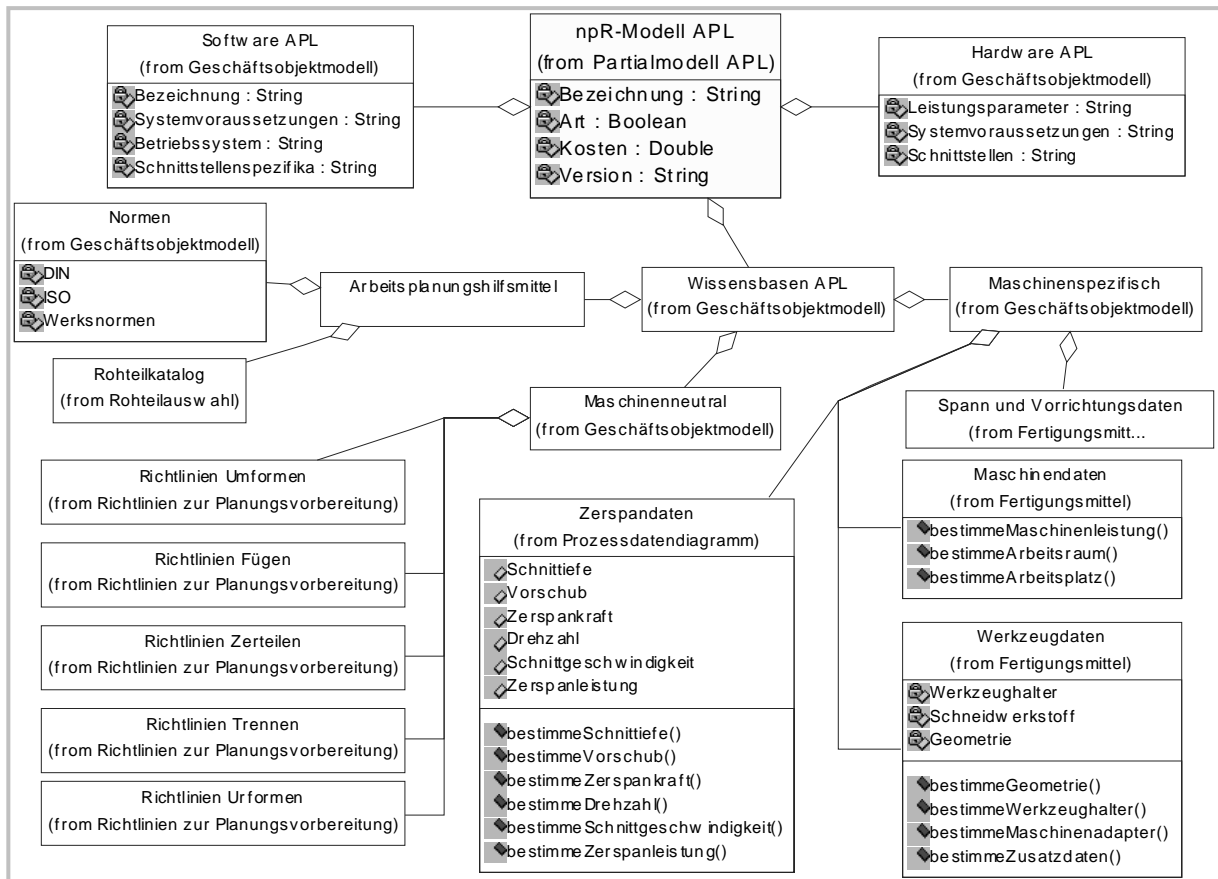 Software APL
(from Geschäftsobjektmodell)
Bezeichnung : String
Systemvoraussetzungen : String
Betriebssystem : String
Schnittstellenspezifika : String
npR-Modell APL
(from Partialmodell APL)
Bezeichnung : String
Art : Boolean
Kosten : Double
Version : String
Hardware APL
(from Geschäftsobjektmodell)
Leistungsparameter : String
Systemvoraussetzungen : String
Schnittstellen : String
Normen
(from Geschäftsobjektmodell)
DIN
ISO
Werksnormen
Arbeitsplanungshilfsmittel
Wissensbasen APL
(from Geschäftsobjektmodell)
Maschinenspezifisch
(from Geschäftsobjektmodell)
Rohteilkatalog
(from Rohteilauswahl)
Maschinenneutral
(from Geschäftsobjektmodell)
Spann und Vorrichtungsdaten
(from Fertigungsmitt...
Richtlinien Umformen
(from Richtlinien zur Planungsvorbereitung)
Richtlinien Fügen
(from Richtlinien zur Planungsvorbereitung)
Richtlinien Zerteilen
(from Richtlinien zur Planungsvorbereitung)
Richtlinien Trennen
(from Richtlinien zur Planungsvorbereitung)
Richtlinien Urformen
(from Richtlinien zur Planungsvorbereitung)
Zerspandaten
(from Prozessdatendiagramm)
Schnittiefe
Vorschub
Zerspankraft
Drehzahl
Schnittgeschwindigkeit
Zerspanleistung
bestimmeSchnittiefe()
bestimmeVorschub()
bestimmeZerspankraft()
bestimmeDrehzahl()
bestimmeSchnittgeschwindigkeit()
bestimmeZerspanleistung()
Maschinendaten
(from Fertigungsmittel)
bestimmeMaschinenleistung()
bestimmeArbeitsraum()
bestimmeArbeitsplatz()
Werkzeugdaten
(from Fertigungsmittel)
Werkzeughalter
Schneidwerkstoff
Geometrie
bestimmeGeometrie()
bestimmeWerkzeughalter()
bestimmeMaschinenadapter()
bestimmeZusatzdaten()